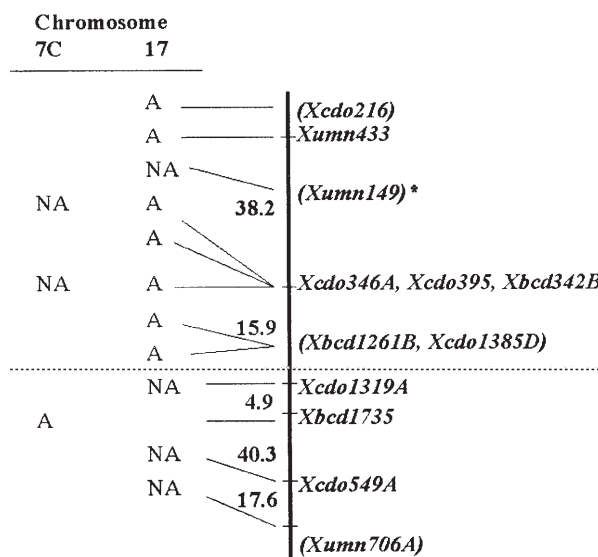 Chromosome
7C 17
A (Xcdo216)
A Xumn433
NA
(Xumn149)*
NA A 38.2
A
NA A Xcdo346A, Xcdo395, Xbcd342B
A 15.9
(Xbcd1261B, Xcdo1385D)
A
NA Xcdo1319A
4.9
A Xbcd1735
NA 40.3
Xcdo549A
NA 17.6
(Xumn706A)